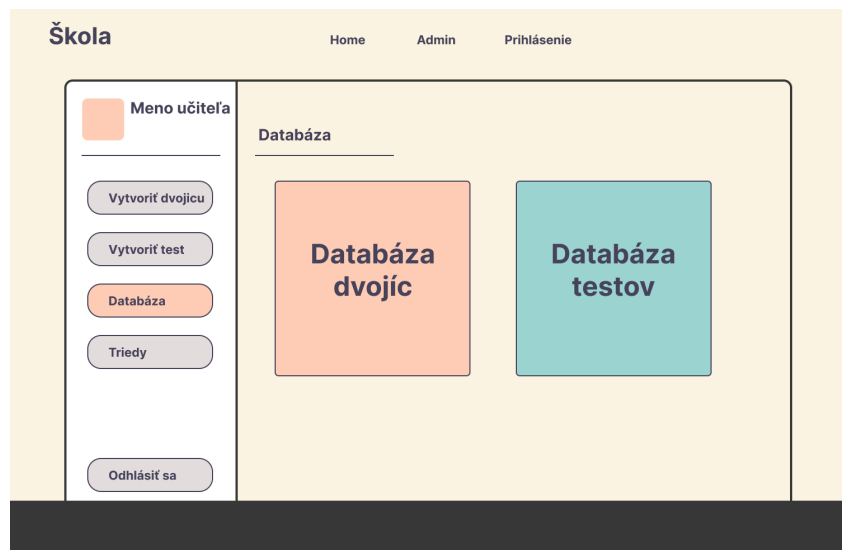 Škola
Home
Admin
Prihlásenie
Meno učiteľa
Vytvoriť dvojicu
Vytvoriť test
Databáza
Triedy
Odhlásiť sa
Databáza
Databáza
dvojíc
Databáza
testov